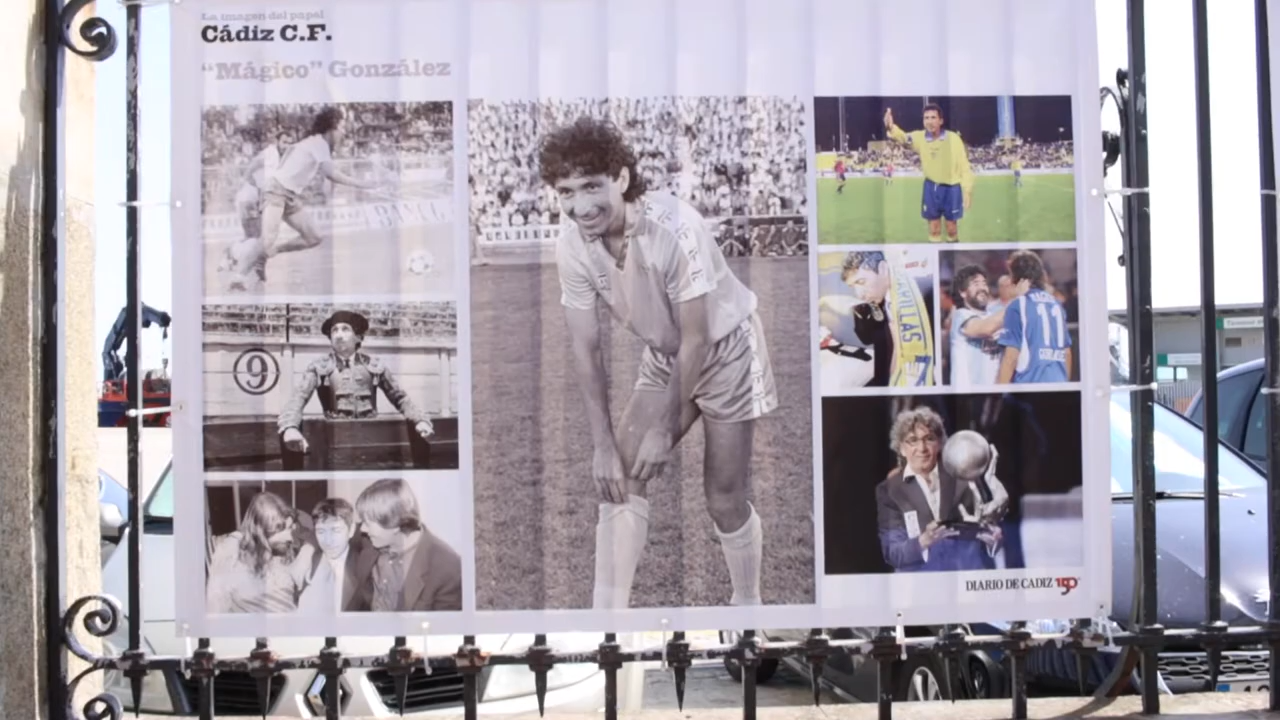 La imagen del papel
Cádiz C.F.
“Mágico” González
9
11
DIARIO DE CADIZ 150